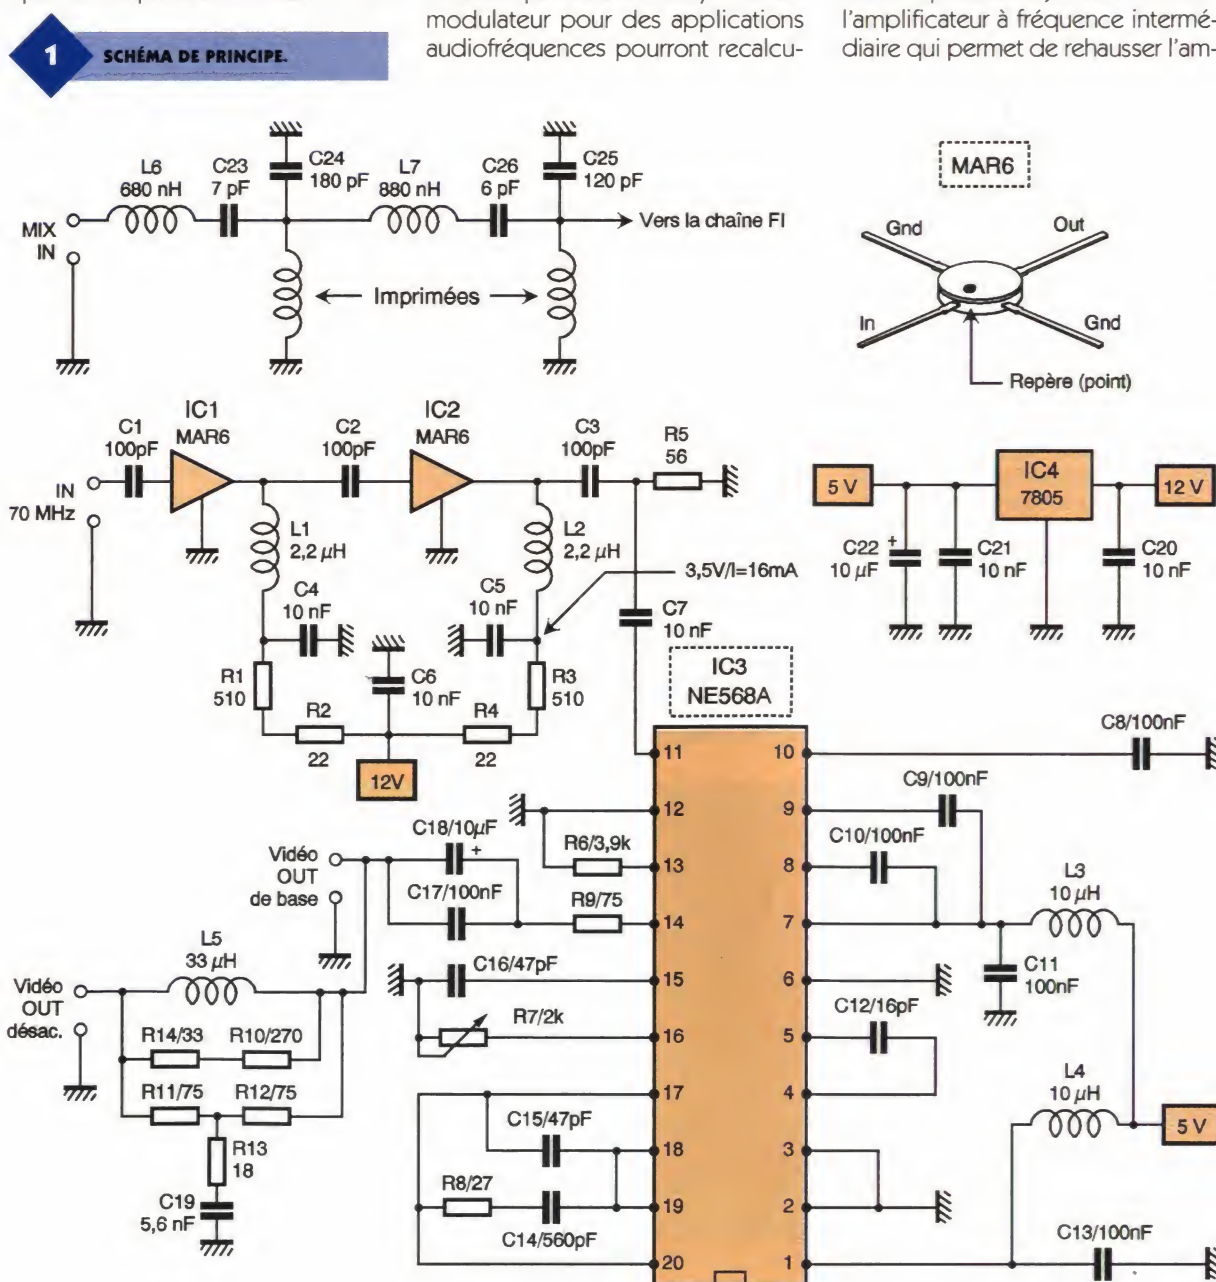 modulateur pour des applications
audiofréquences pourront recalcu-
l'amplificateur à fréquence intermé-
diaire qui permet de rehausser l'am-
1
SCHÉMA DE PRINCIPE.
L6
680 nH
C23
7 pF
C24
180 pF
L7
880 nH
C26
6 pF
C25
120 pF
MIX
IN
Vers la chaîne FI
Imprimées
MAR6
Gnd
Out
In
Gnd
Repère (point)
C1
100pF
IC1
MAR6
C2
100pF
IC2
MAR6
C3
100pF
R5
56
IN
70 MHz
L1
2,2 µH
L2
2,2 µH
C4
10 nF
C5
10 nF
3,5V/I=16mA
C7
10 nF
R1
510
R2
22
C6
10 nF
R4
22
R3
510
12V
5 V
IC4
7805
12 V
C22
10 µF
+
C21
10 nF
C20
10 nF
IC3
NE568A
11
12
13
14
15
16
17
18
19
20
10
9
8
7
6
5
4
3
2
1
C8/100nF
C9/100nF
C10/100nF
L3
10 µH
C11
100nF
C12/16pF
L4
10 µH
5 V
C13/100nF
C18/10µF
+
R6/3,9k
Vidéo
OUT
de base
C17/100nF
R9/75
C16/47pF
R7/2k
C15/47pF
R8/27
C14/560pF
L5
33 µH
Vidéo
OUT
désac.
R14/33
R10/270
R11/75
R12/75
R13
18
C19
5,6 nF